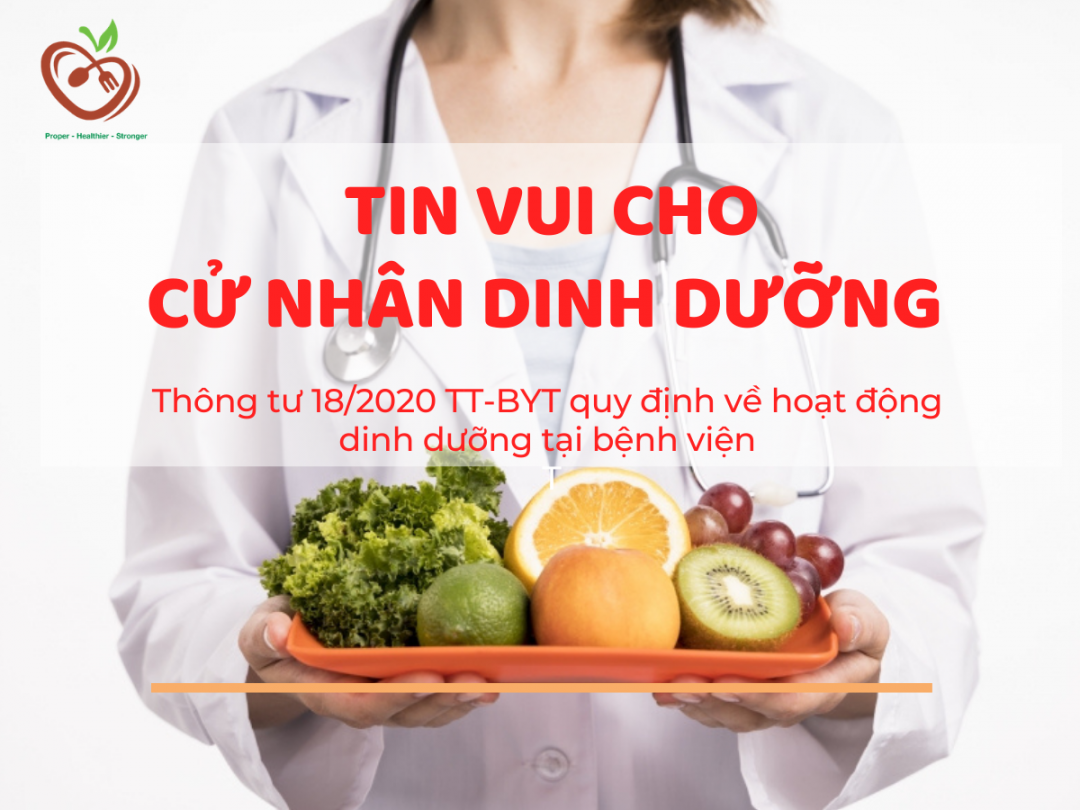 Proper - Healthier - Stronger
TIN VUI CHO
CỬ NHÂN DINH DƯỠNG
Thông tư 18/2020 TT-BYT quy định về hoạt động
dinh dưỡng tại bệnh viện
T